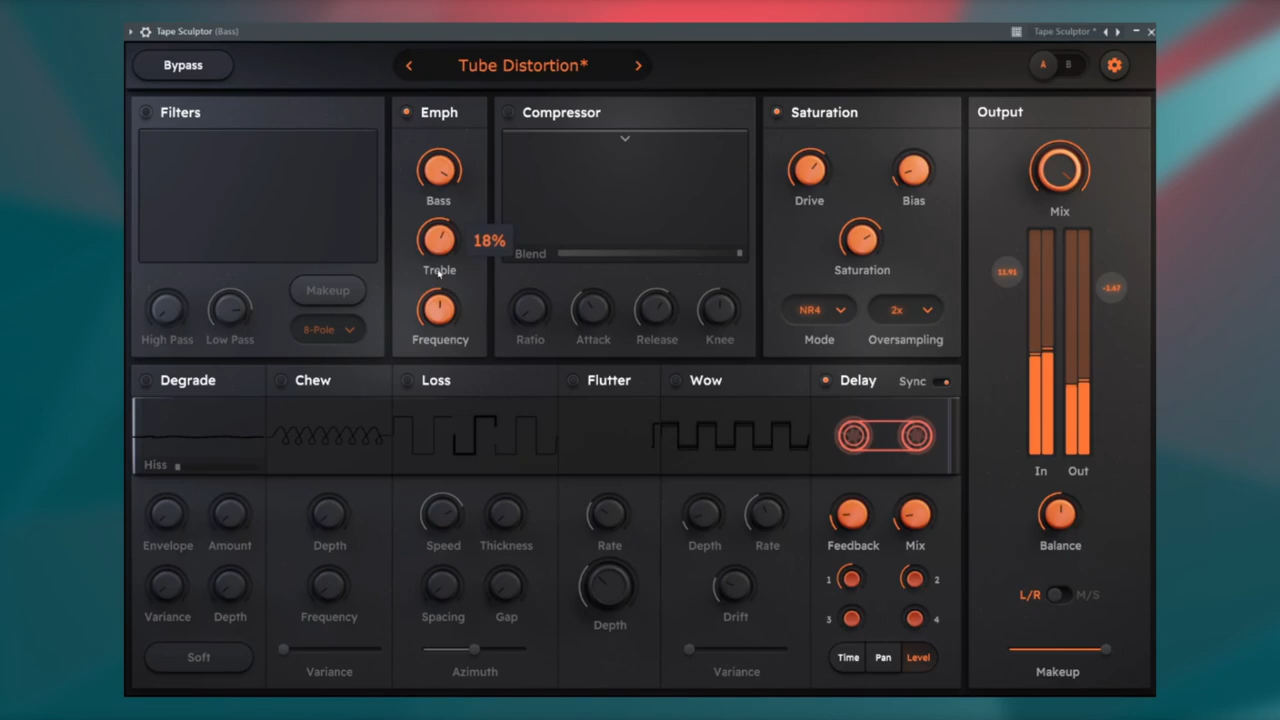 Tape Sculptor (Bass)
Tape Sculptor *
Bypass
Tube Distortion*
A B
Filters
Makeup
8-Pole
High Pass Low Pass
Emph
Bass
18%
Treble
Frequency
Compressor
Blend
Ratio Attack Release Knee
Saturation
Drive Bias
Saturation
NR4 2x
Mode Oversampling
Output
Mix
11.91
-1.67
In Out
Balance
L/R M/S
Makeup
Degrade
Hiss
Envelope Amount
Variance Depth
Soft
Chew
Depth
Frequency
Variance
Loss
Speed Thickness
Spacing Gap
Azimuth
Flutter
Rate
Depth
Wow
Depth Rate
Drift
Variance
Delay Sync
Feedback Mix
1 2
3 4
Time Pan Level